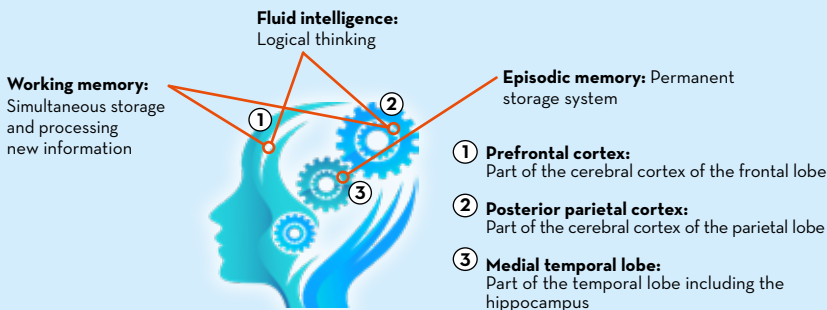 Fluid intelligence:
Logical thinking
Working memory:
Simultaneous storage
and processing
new information
Episodic memory: Permanent
storage system
1
2
3
1 Prefrontal cortex:
Part of the cerebral cortex of the frontal lobe
2 Posterior parietal cortex:
Part of the cerebral cortex of the parietal lobe
3 Medial temporal lobe:
Part of the temporal lobe including the
hippocampus